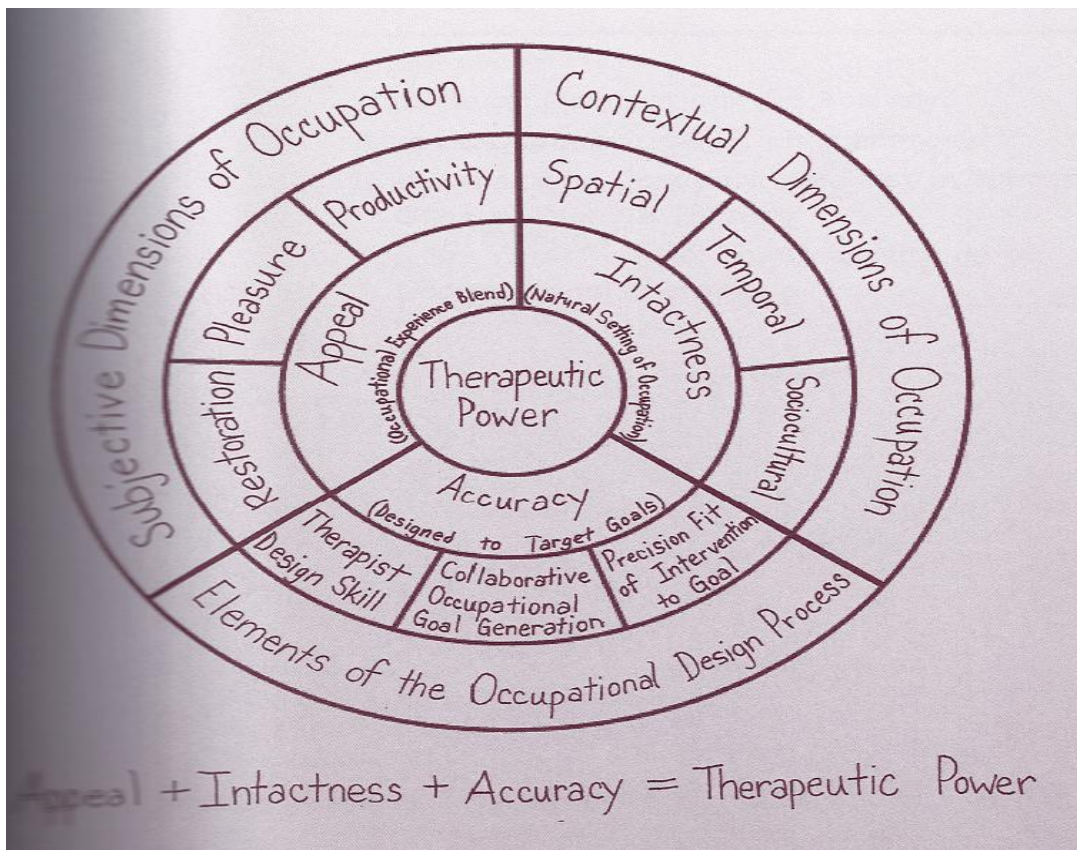 Subjective Dimensions of Occupation
Contextual Dimensions of Occupation
Productivity
Pleasure
Restoration
Spatial
Temporal
Sociocultural
Appeal
(Occupational Experience Blend)
Intactness
(Natural Setting of Occupation)
Therapeutic
Power
Accuracy
(Designed to Target Goals)
Therapist
Design Skill
Collaborative
Occupational
Goal Generation
Precision Fit
of Intervention
to Goal
Elements of the Occupational Design Process
Appeal + Intactness + Accuracy = Therapeutic Power